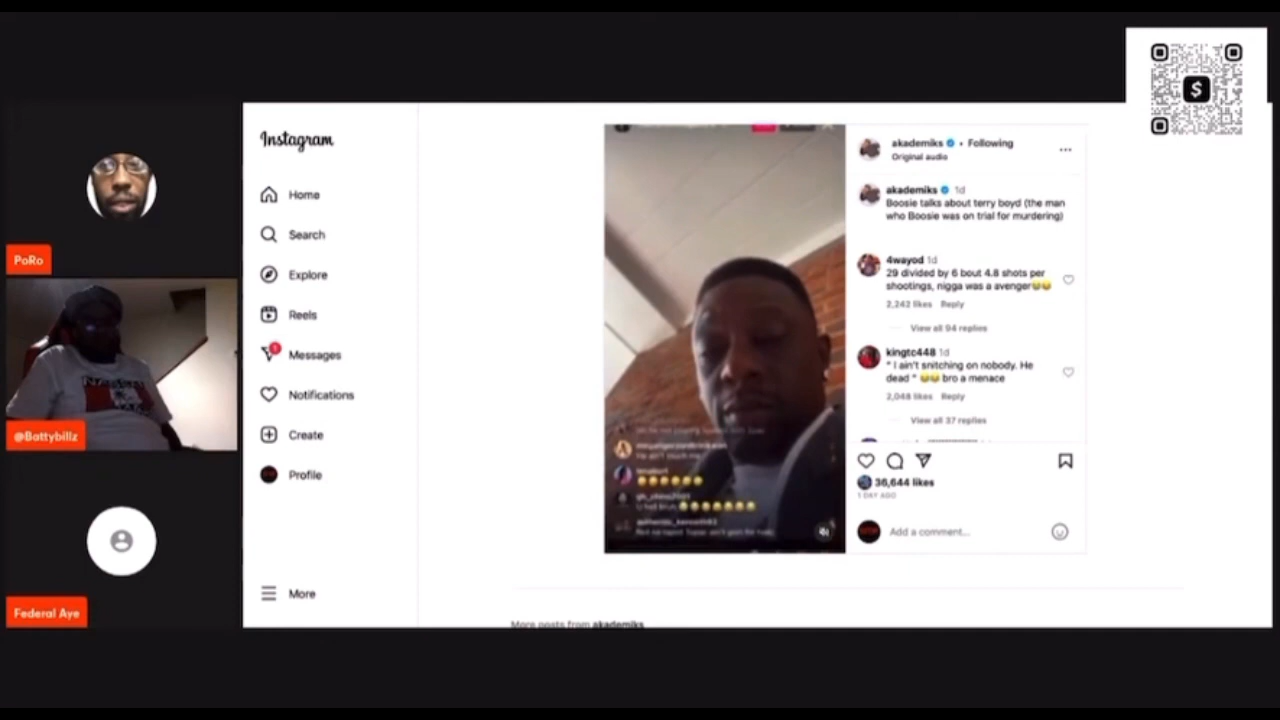 PoRo
@Battybillz
Federal Aye
Instagram
Home
Search
Explore
Reels
1
Messages
Notifications
Create
Profile
More
akademiks • Following
Original audio
akademiks 1d
Boosie talks about terry boyd (the man
who Boosie was on trial for murdering)
4wayod 1d
29 divided by 6 bout 4.8 shots per
shootings, nigga was a avenger😂😂
2,242 likes Reply
View all 94 replies
kingtc448 1d
" I ain't snitching on nobody. He
dead " 😂😂 bro a menace
2,048 likes Reply
View all 37 replies
36,644 likes
1 DAY AGO
Add a comment...
More posts from akademiks
$